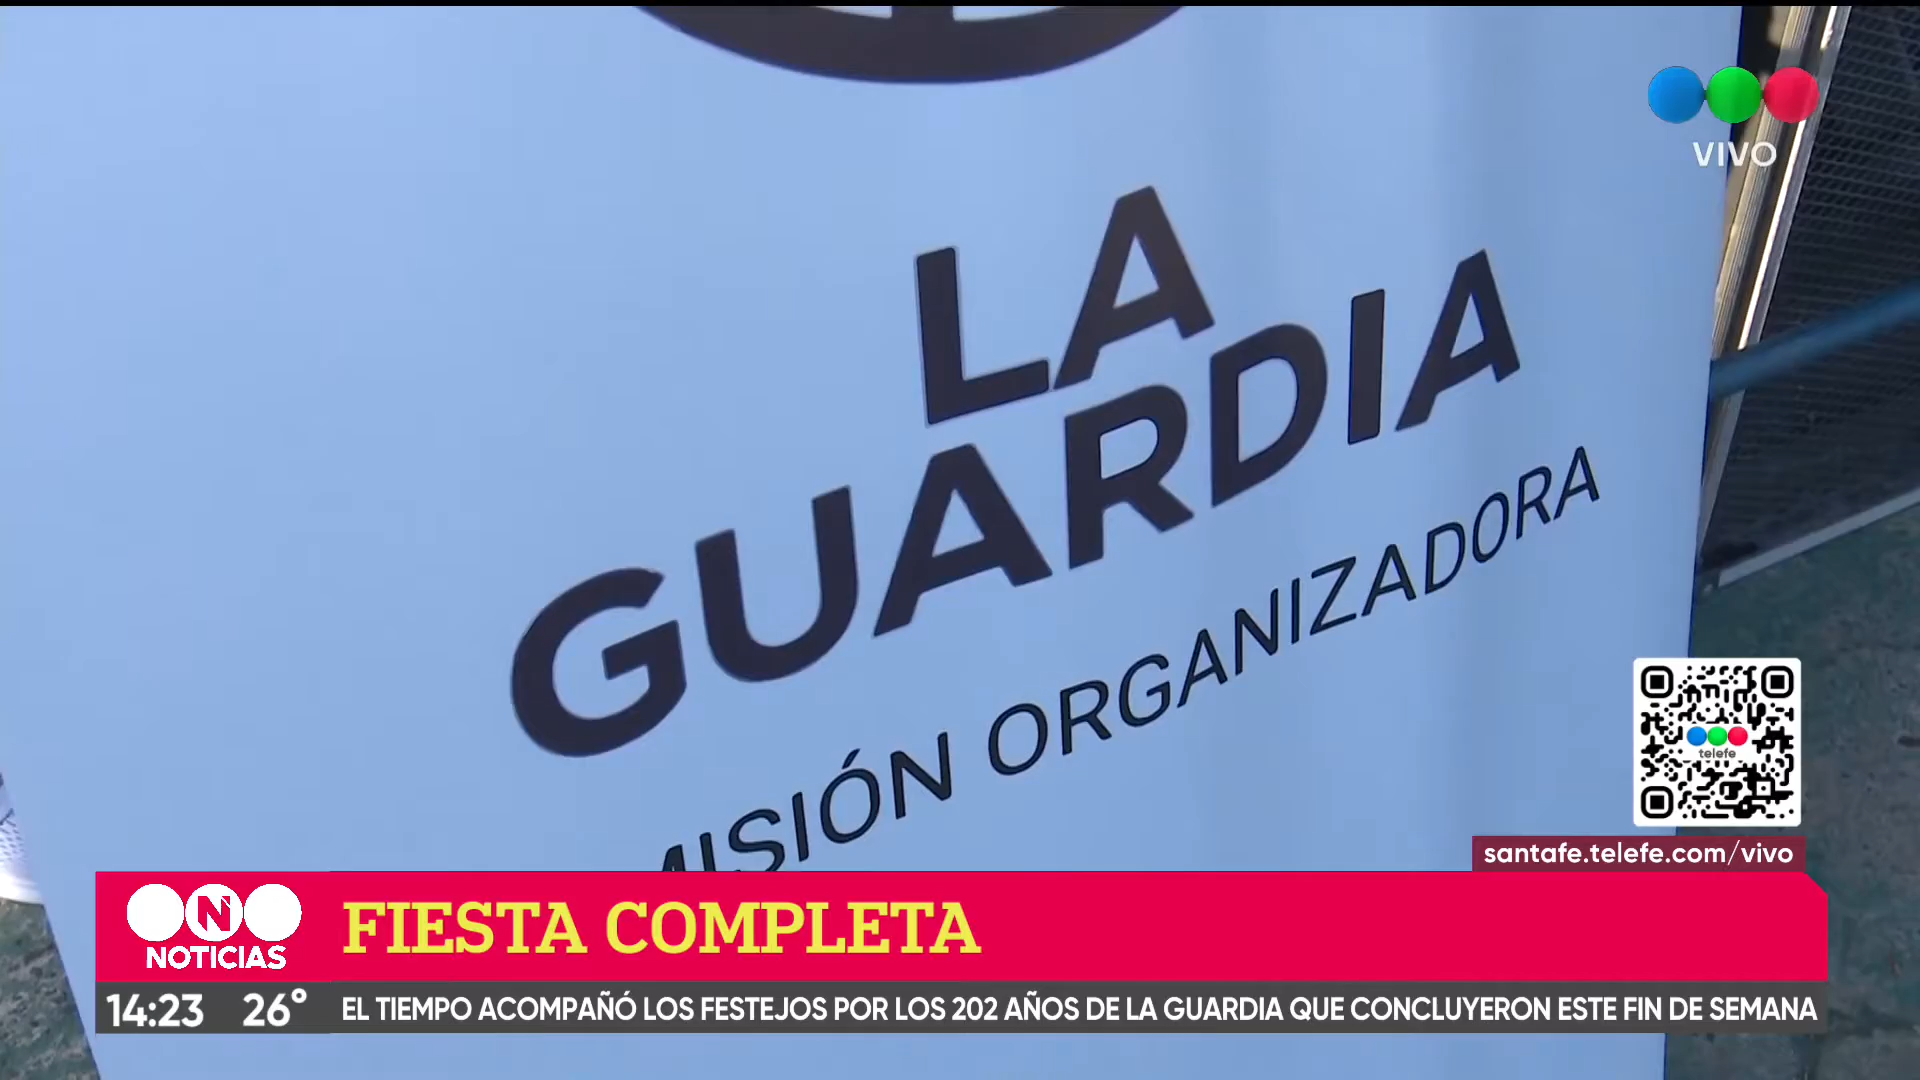 VIVO
LA
GUARDIA
MISIÓN ORGANIZADORA
telefe
santafe.telefe.com/vivo
N
NOTICIAS
FIESTA COMPLETA
14:23 26°
EL TIEMPO ACOMPAÑÓ LOS FESTEJOS POR LOS 202 AÑOS DE LA GUARDIA QUE CONCLUYERON ESTE FIN DE SEMANA